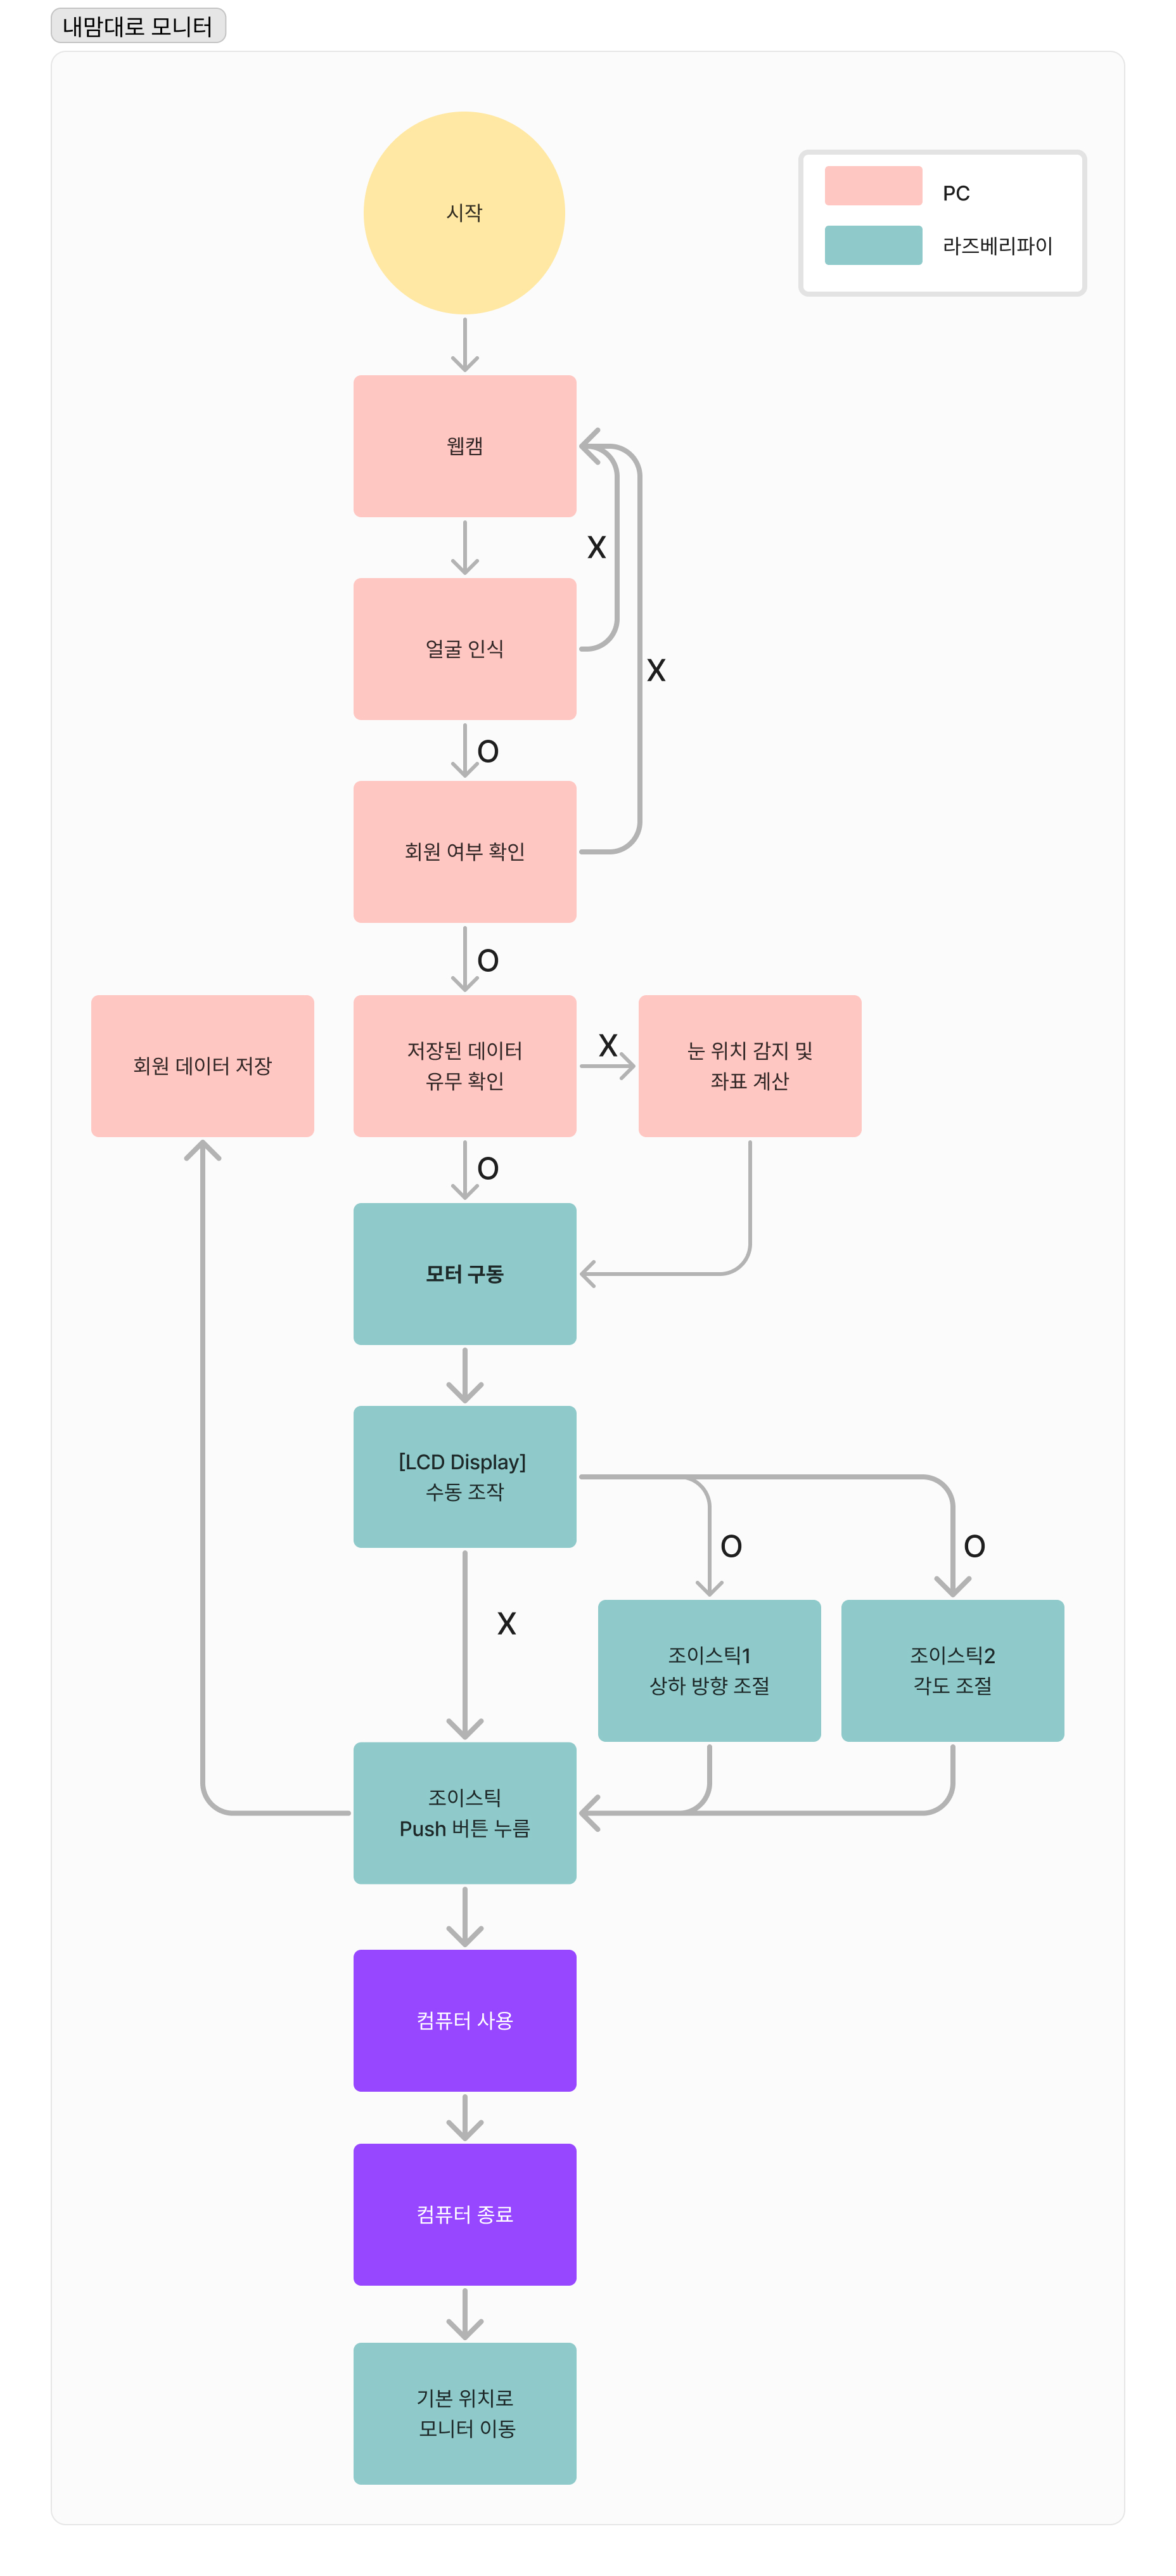 내맘대로 모니터
시작
PC
라즈베리파이
웹캠
X
얼굴 인식
X
O
회원 여부 확인
O
회원 데이터 저장
저장된 데이터
유무 확인
X
눈 위치 감지 및
좌표 계산
O
모터 구동
[LCD Display]
수동 조작
O
O
X
조이스틱1
상하 방향 조절
조이스틱2
각도 조절
조이스틱
Push 버튼 누름
컴퓨터 사용
컴퓨터 종료
기본 위치로
모니터 이동